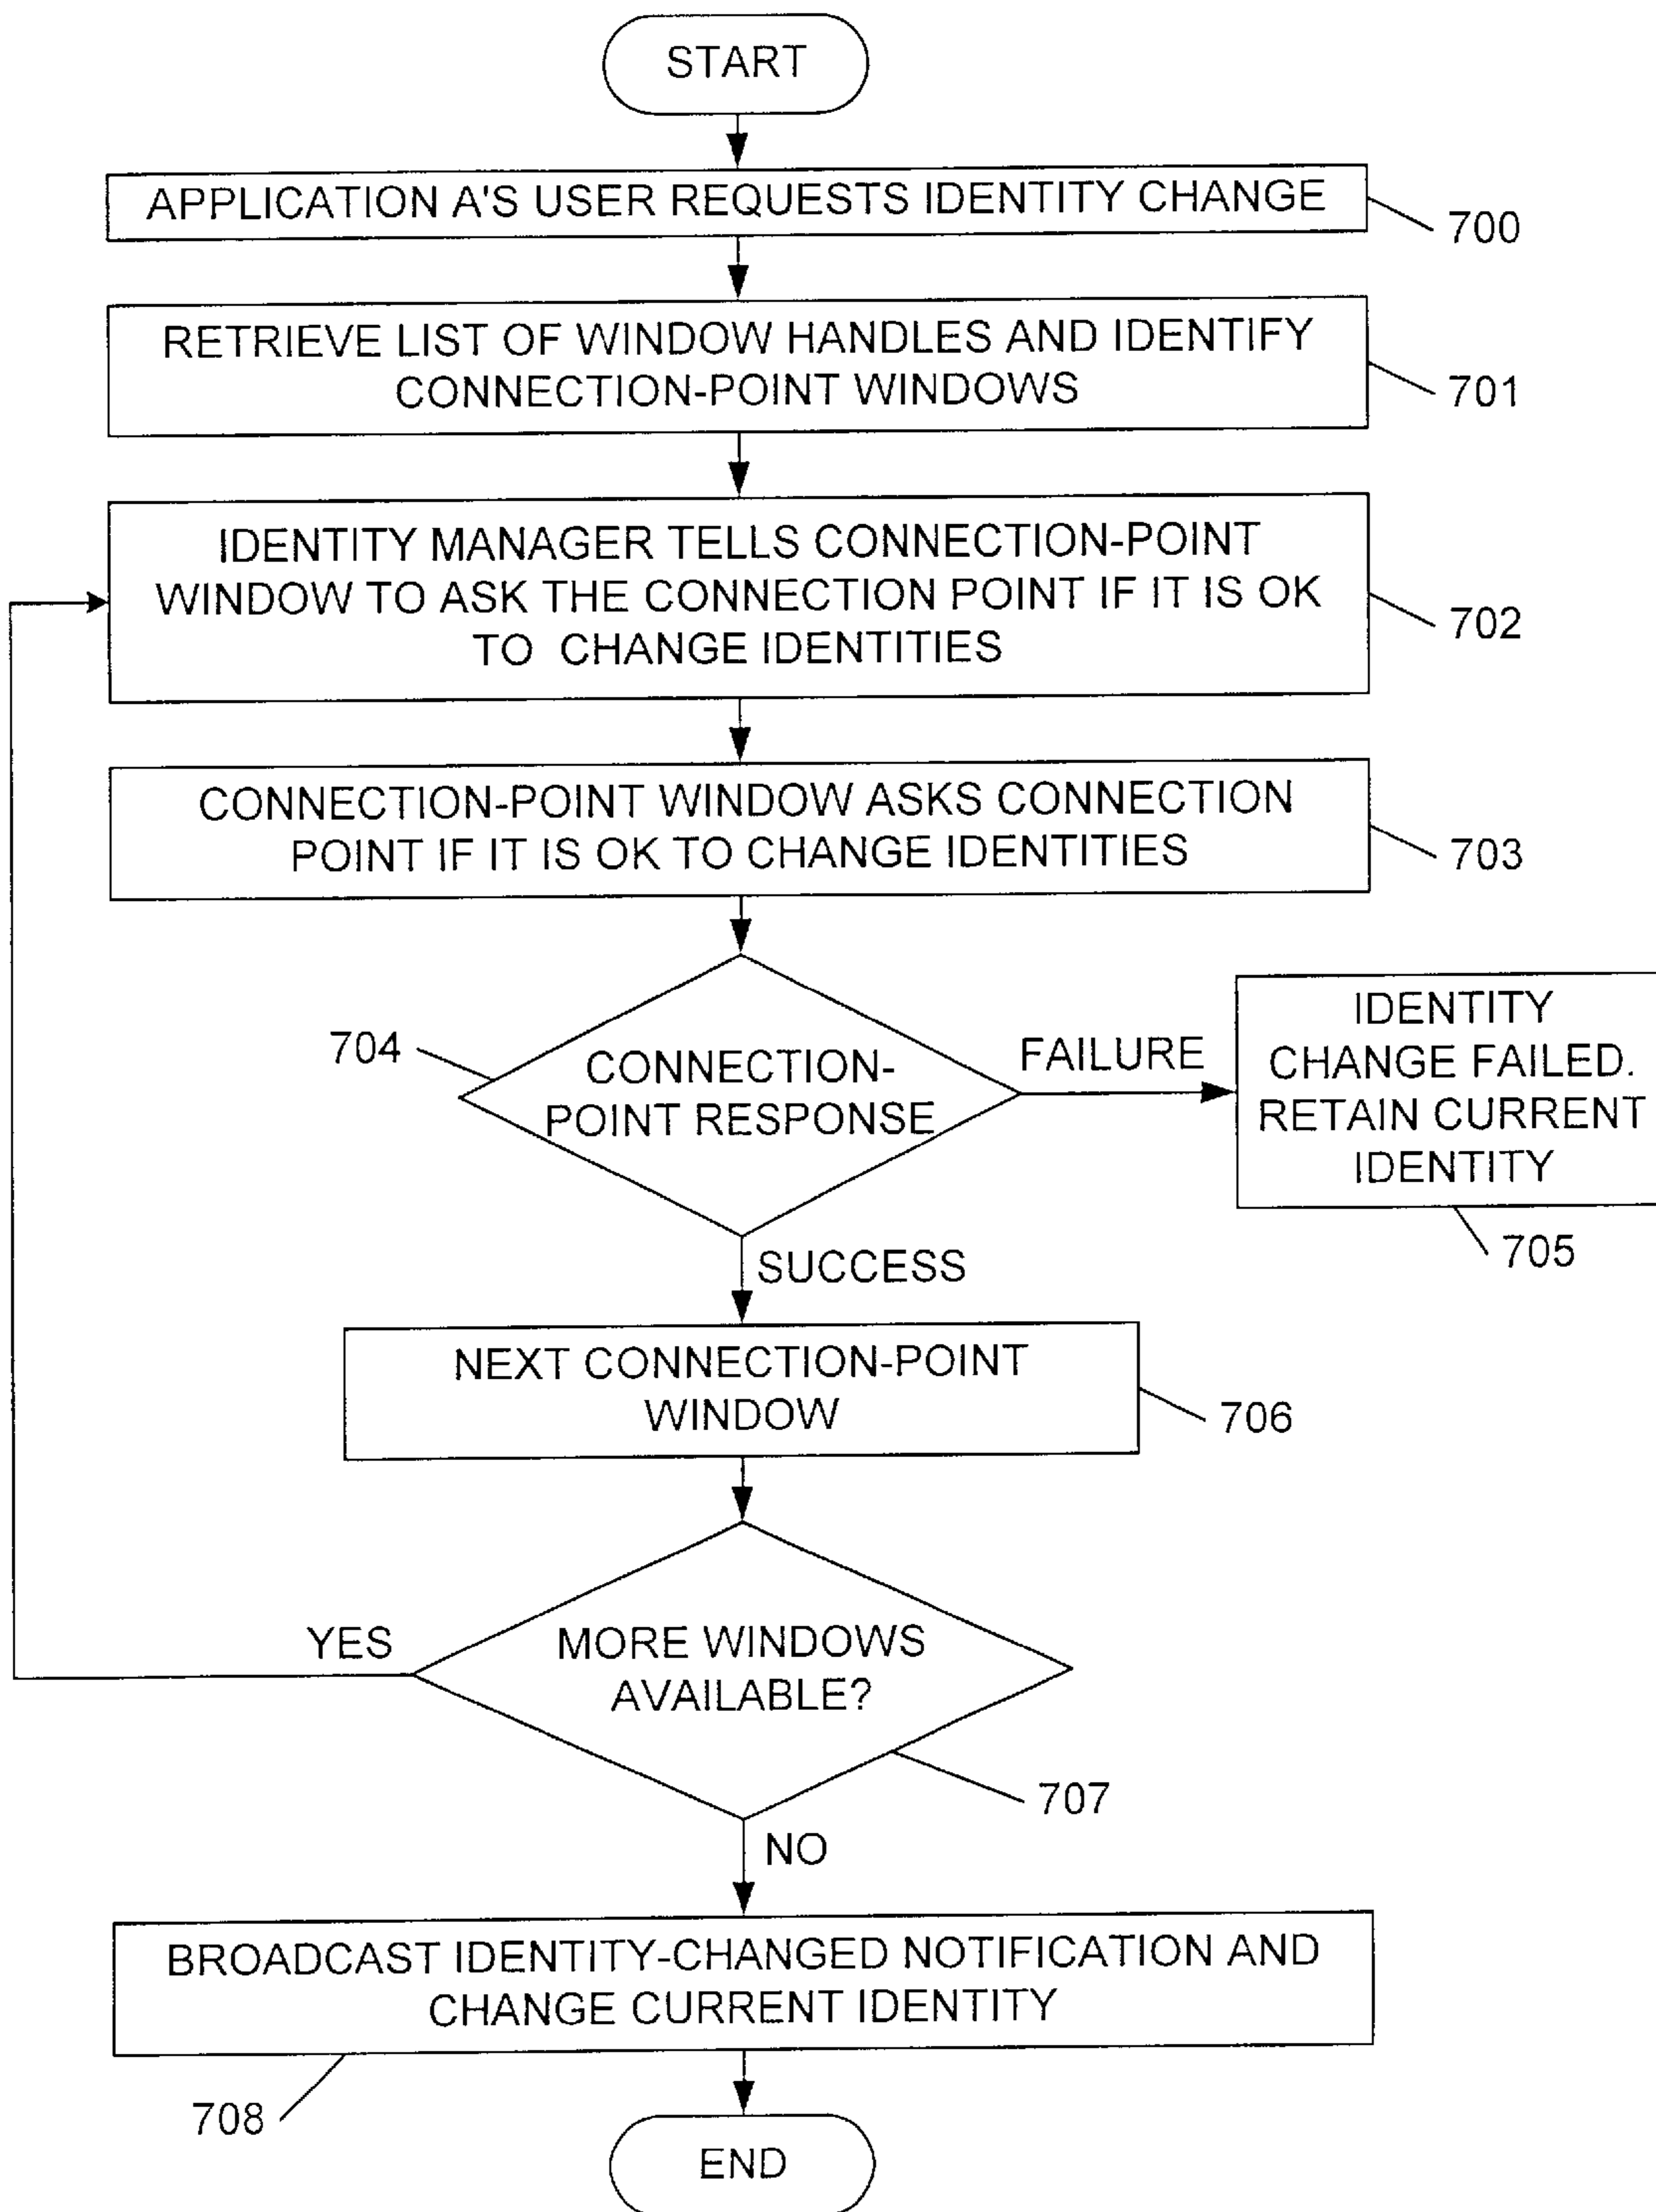 START
APPLICATION A'S USER REQUESTS IDENTITY CHANGE
700
RETRIEVE LIST OF WINDOW HANDLES AND IDENTIFY
CONNECTION-POINT WINDOWS
701
IDENTITY MANAGER TELLS CONNECTION-POINT
WINDOW TO ASK THE CONNECTION POINT IF IT IS OK
TO CHANGE IDENTITIES
702
CONNECTION-POINT WINDOW ASKS CONNECTION
POINT IF IT IS OK TO CHANGE IDENTITIES
703
704
CONNECTION-
POINT RESPONSE
FAILURE
IDENTITY
CHANGE FAILED.
RETAIN CURRENT
IDENTITY
705
SUCCESS
NEXT CONNECTION-POINT
WINDOW
706
YES
MORE WINDOWS
AVAILABLE?
707
NO
BROADCAST IDENTITY-CHANGED NOTIFICATION AND
CHANGE CURRENT IDENTITY
708
END